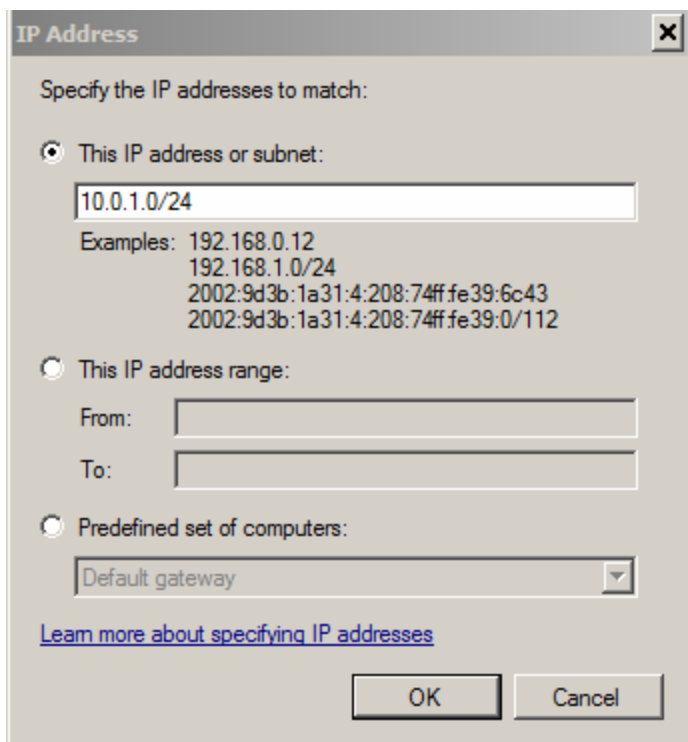 IP Address
Specify the IP addresses to match:
This IP address or subnet:
10.0.1.0/24
Examples: 192.168.0.12
192.168.1.0/24
2002:9d3b:1a31:4:208:74ff:fe39:6c43
2002:9d3b:1a31:4:208:74ff:fe39:0/112
This IP address range:
From:
To:
Predefined set of computers:
Default gateway
Learn more about specifying IP addresses
OK Cancel